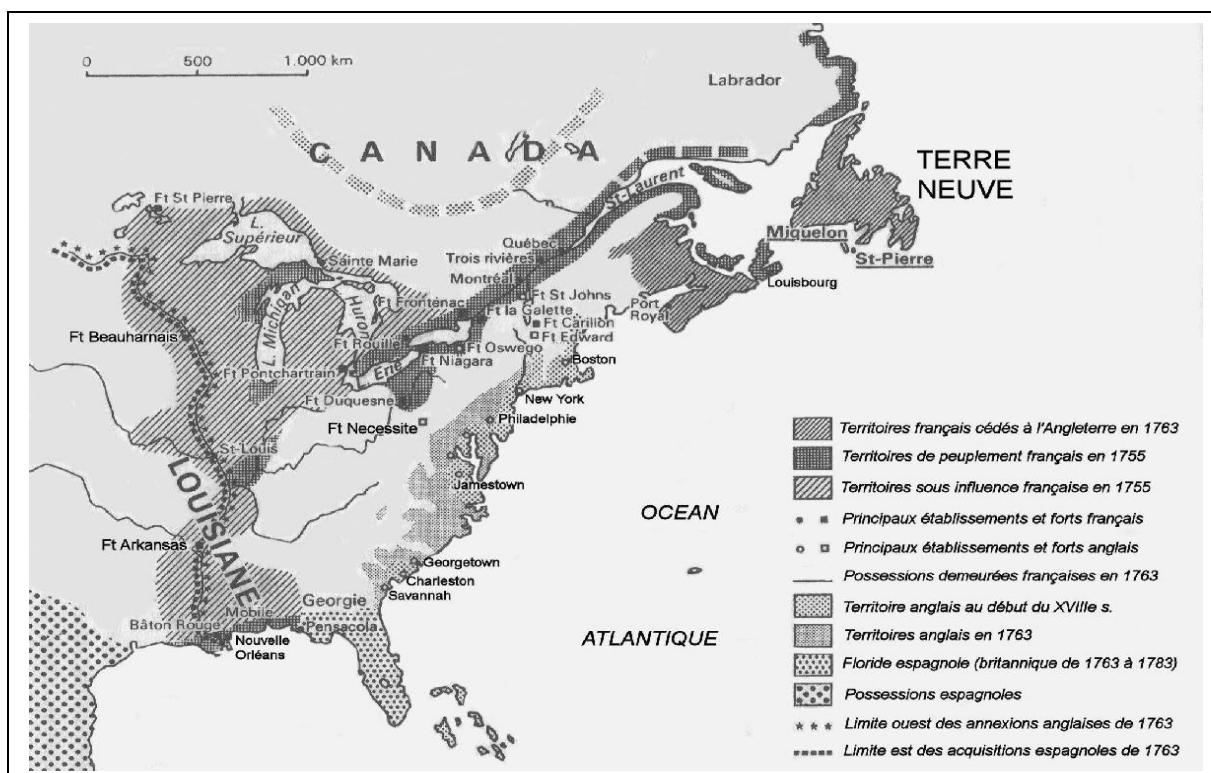 0 500 1.000 km
Labrador
CANADA
TERRE
NEUVE
St-Laurent
Ft St Pierre
L.
Supérieur
Québec
Miquelon
Trois rivières
St-Pierre
Sainte Marie
Montréal
Louisbourg
Ft Frontenac
Ft St Johns
Port
Royal
L. Michigan
Huron
Ft la Galette
Ft Carillon
Ft Beauharnais
Ft Rouillé
Ft Edward
Ft Oswego
Erié
Ft Niagara
Boston
Ft Pontchartrain
New York
Ft Duquesne
Philadelphie
Ft Necessite
St-Louis
Jamestown
LOUISIANE
OCEAN
Ft Arkansas
Georgetown
Charleston
Savannah
Georgie
Mobile
Bâton Rouge
Pensacola
ATLANTIQUE
Nouvelle
Orléans
Territoires français cédés à l'Angleterre en 1763
Territoires de peuplement français en 1755
Territoires sous influence française en 1755
Principaux établissements et forts français
Principaux établissements et forts anglais
Possessions demeurées françaises en 1763
Territoire anglais au début du XVIIIe s.
Territoires anglais en 1763
Floride espagnole (britannique de 1763 à 1783)
Possessions espagnoles
Limite ouest des annexions anglaises de 1763
Limite est des acquisitions espagnoles de 1763